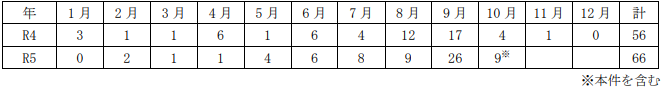 年 1月 2月 3月 4月 5月 6月 7月 8月 9月 10月 11月 12月 計
R4 3 1 1 6 1 6 4 12 17 4 1 0 56
R5 0 2 1 1 4 6 8 9 26 9※ 66
※本件を含む